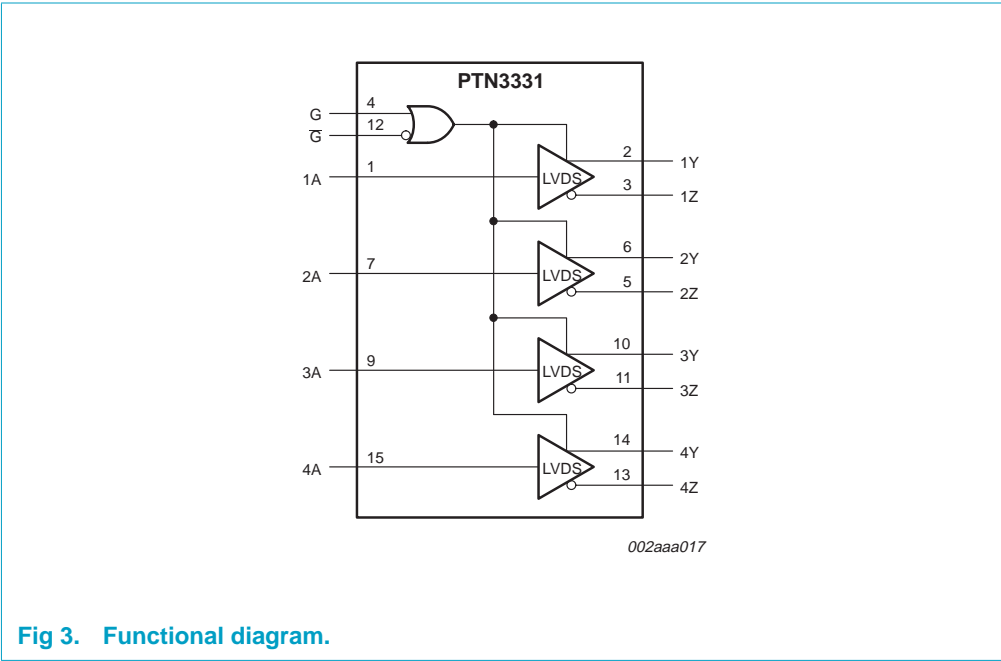 PTN3331
G 4
G̅ 12
1A 1
LVDS
2 1Y
3 1Z
2A 7
LVDS
6 2Y
5 2Z
3A 9
LVDS
10 3Y
11 3Z
4A 15
LVDS
14 4Y
13 4Z
002aaa017
Fig 3. Functional diagram.